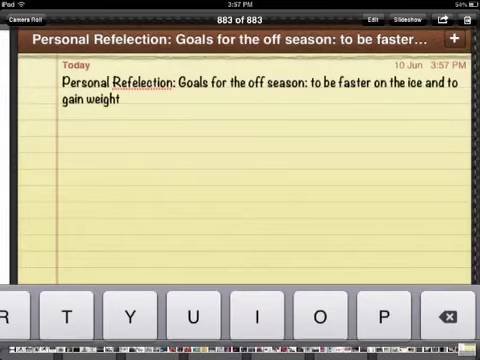 iPad 3:57 PM 54%
Camera Roll 883 of 883 Edit Slideshow
Personal Refelection: Goals for the off season: to be faster... +
Today 10 Jun 3:57 PM
Personal Refelection: Goals for the off season: to be faster on the ice and to
gain weight
R T Y U I O P